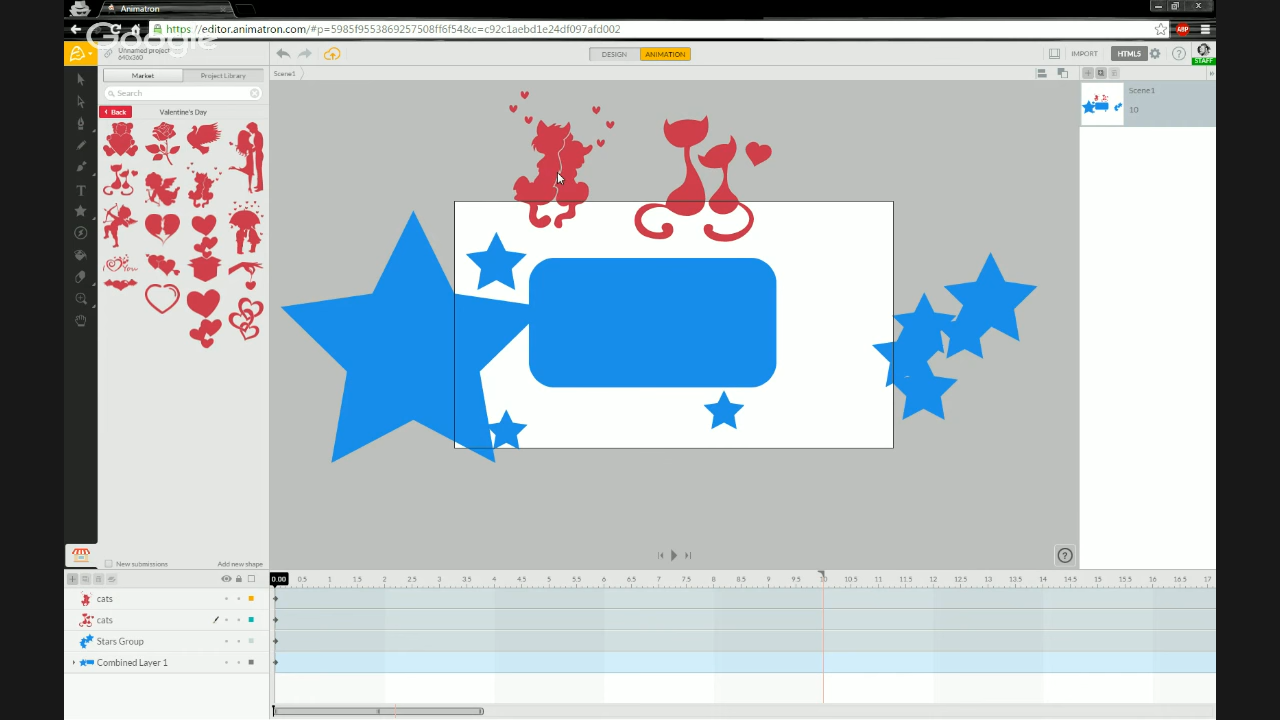 Animatron
https://editor.animatron.com/#p=5985f9553869257508ff6f54&c=c92c1aebd1e24df097afd002
ABP
Google
Unnamed project
640x360
DESIGN ANIMATION
IMPORT HTML5
?
STAFF
Market Project Library
Scene1
Search
Back Valentine's Day
Scene1
10
T
You
New submissions Add new shape
?
0.00 0.5 1 1.5 2 2.5 3 3.5 4 4.5 5 5.5 6 6.5 7 7.5 8 8.5 9 9.5 10 10.5 11 11.5 12 12.5 13 13.5 14 14.5 15 15.5 16 16.5 17
cats
cats
Stars Group
Combined Layer 1